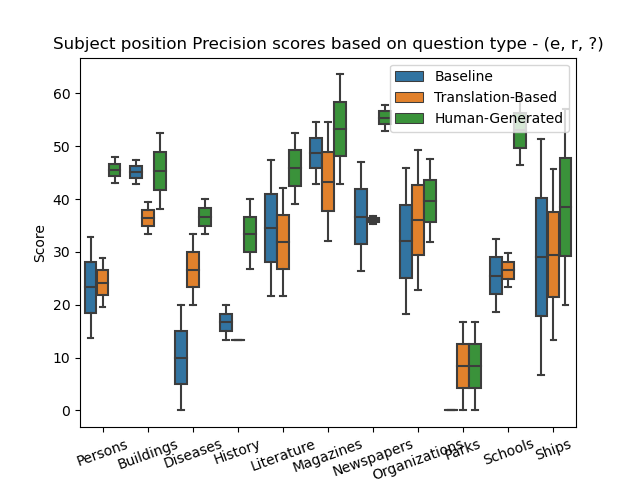 Subject position Precision scores based on question type - (e, r, ?)
Baseline
Translation-Based
Human-Generated
Score
60
50
40
30
20
10
0
Persons
Buildings
Diseases
History
Literature
Magazines
Newspapers
Organizations
Parks
Schools
Ships